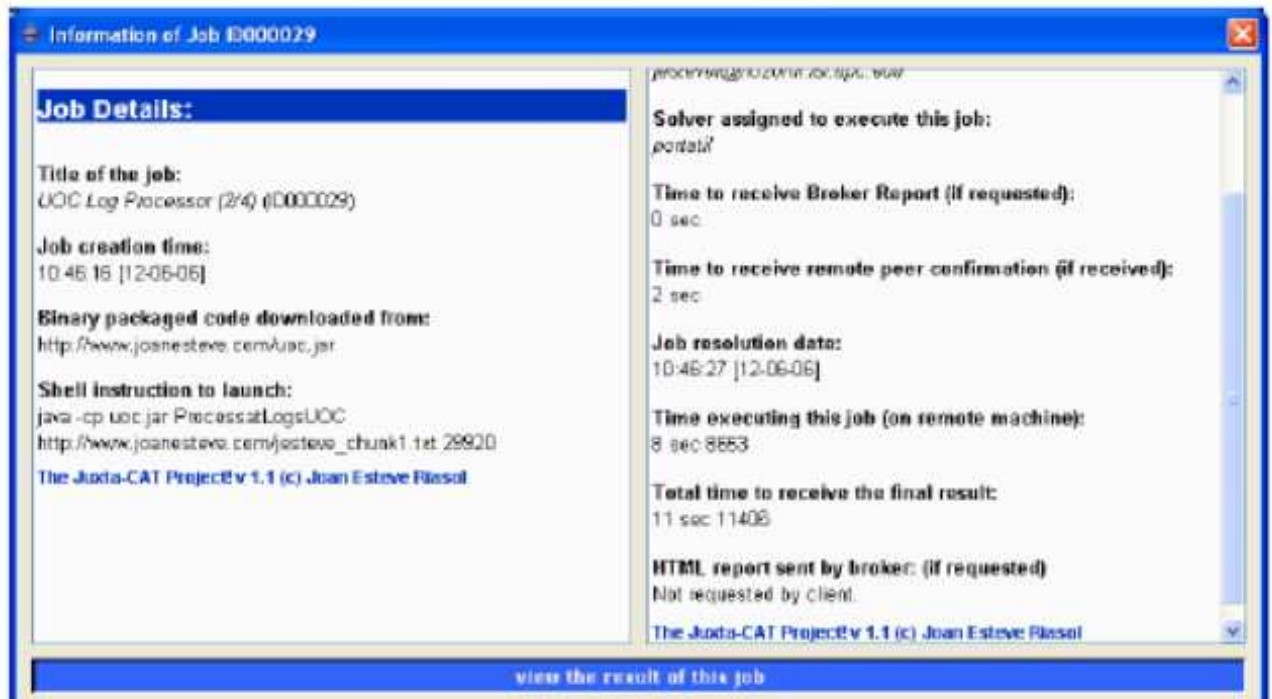 Information of Job ID000029
Job Details:
Title of the job:
UOC Log Processor (2/4) (ID000029)
Job creation time:
10:46:16 [12-06-06]
Binary packaged code downloaded from:
http://www.joanesteve.com/uoc.jar
Shell instruction to launch:
java -cp uoc.jar ProcessatLogsUOC
http://www.joanesteve.com/jesteve_chunk1.txt 29920
The Juxta-CAT Project! v 1.1 (c) Joan Esteve Riasol
Solver assigned to execute this job:
portatil
Time to receive Broker Report (if requested):
0 sec
Time to receive remote peer confirmation (if received):
2 sec
Job resolution date:
10:46:27 [12-06-06]
Time executing this job (on remote machine):
8 sec
Total time to receive the final result:
11 sec 11406
HTML report sent by broker: (if requested)
Not requested by client.
The Juxta-CAT Project! v 1.1 (c) Joan Esteve Riasol
view the result of this job